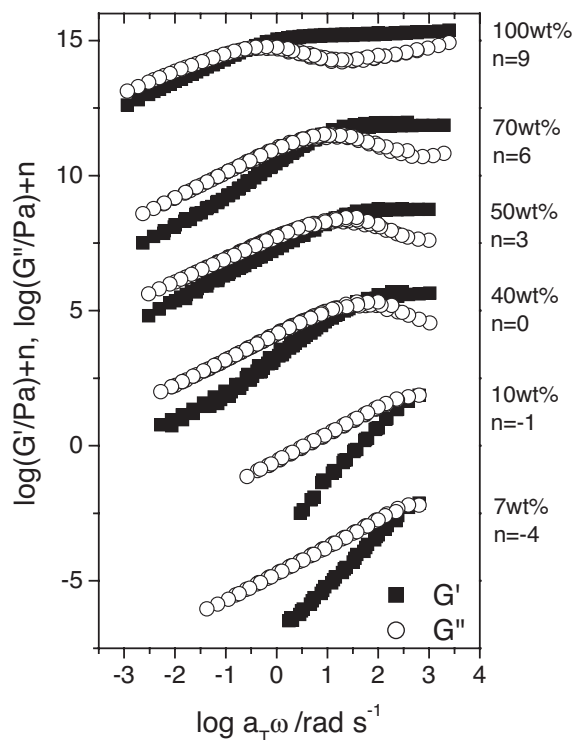 15
10
5
0
-5
-3 -2 -1 0 1 2 3 4
log a_Tω /rad s⁻¹
log(G'/Pa)+n, log(G"/Pa)+n
100wt%
n=9
70wt%
n=6
50wt%
n=3
40wt%
n=0
10wt%
n=-1
7wt%
n=-4
G'
G"